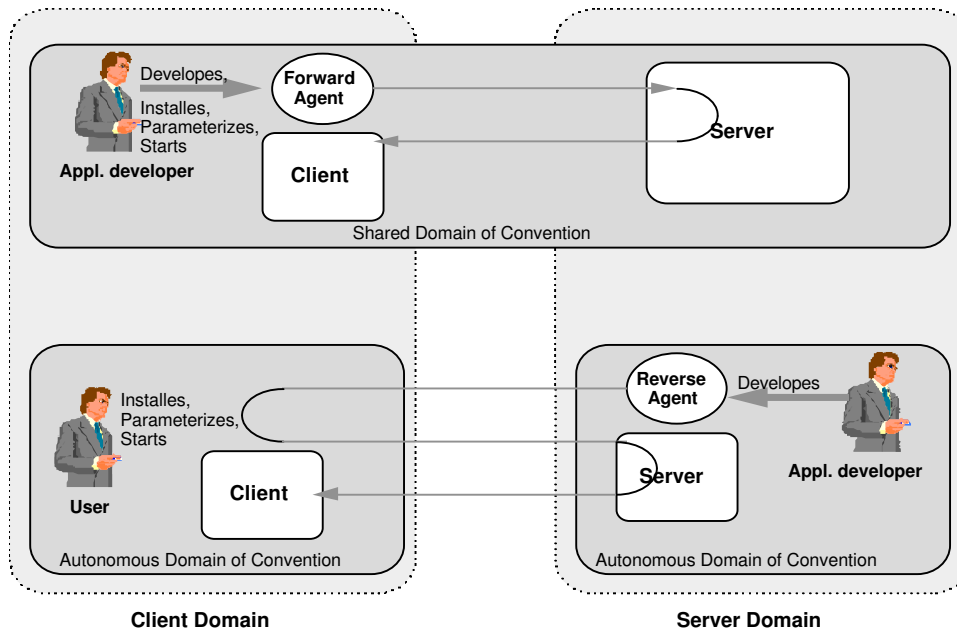 Developes,
Installes,
Parameterizes,
Starts
Appl. developer
Forward
Agent
Client
Server
Shared Domain of Convention
Installes,
Parameterizes,
Starts
User
Client
Autonomous Domain of Convention
Reverse
Agent
Developes
Server
Appl. developer
Autonomous Domain of Convention
Client Domain
Server Domain